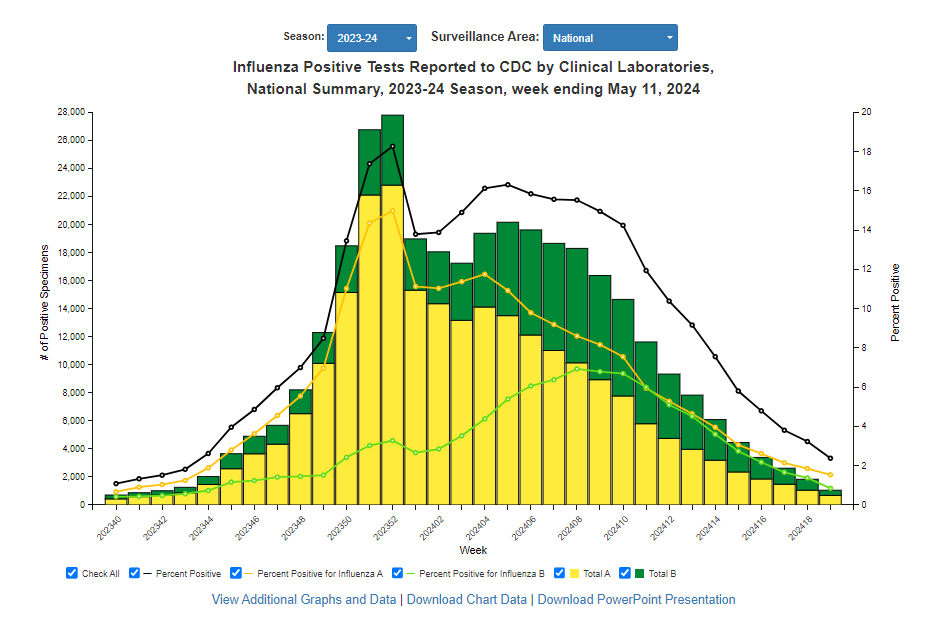 Season: 2023-24 Surveillance Area: National
Influenza Positive Tests Reported to CDC by Clinical Laboratories,
National Summary, 2023-24 Season, week ending May 11, 2024
28,000
26,000
24,000
22,000
20,000
18,000
16,000
14,000
12,000
10,000
8,000
6,000
4,000
2,000
0
# of Positive Specimens
20
18
16
14
12
10
8
6
4
2
0
Percent Positive
202340 202342 202344 202346 202348 202350 202352 202402 202404 202406 202408 202410 202412 202414 202416 202418
Week
Check All Percent Positive Percent Positive for Influenza A Percent Positive for Influenza B Total A Total B
View Additional Graphs and Data | Download Chart Data | Download PowerPoint Presentation